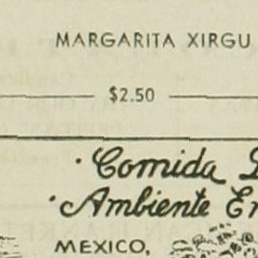 MARGARITA XIRGU
$2.50
· Comida
· Ambiente
MEXICO,